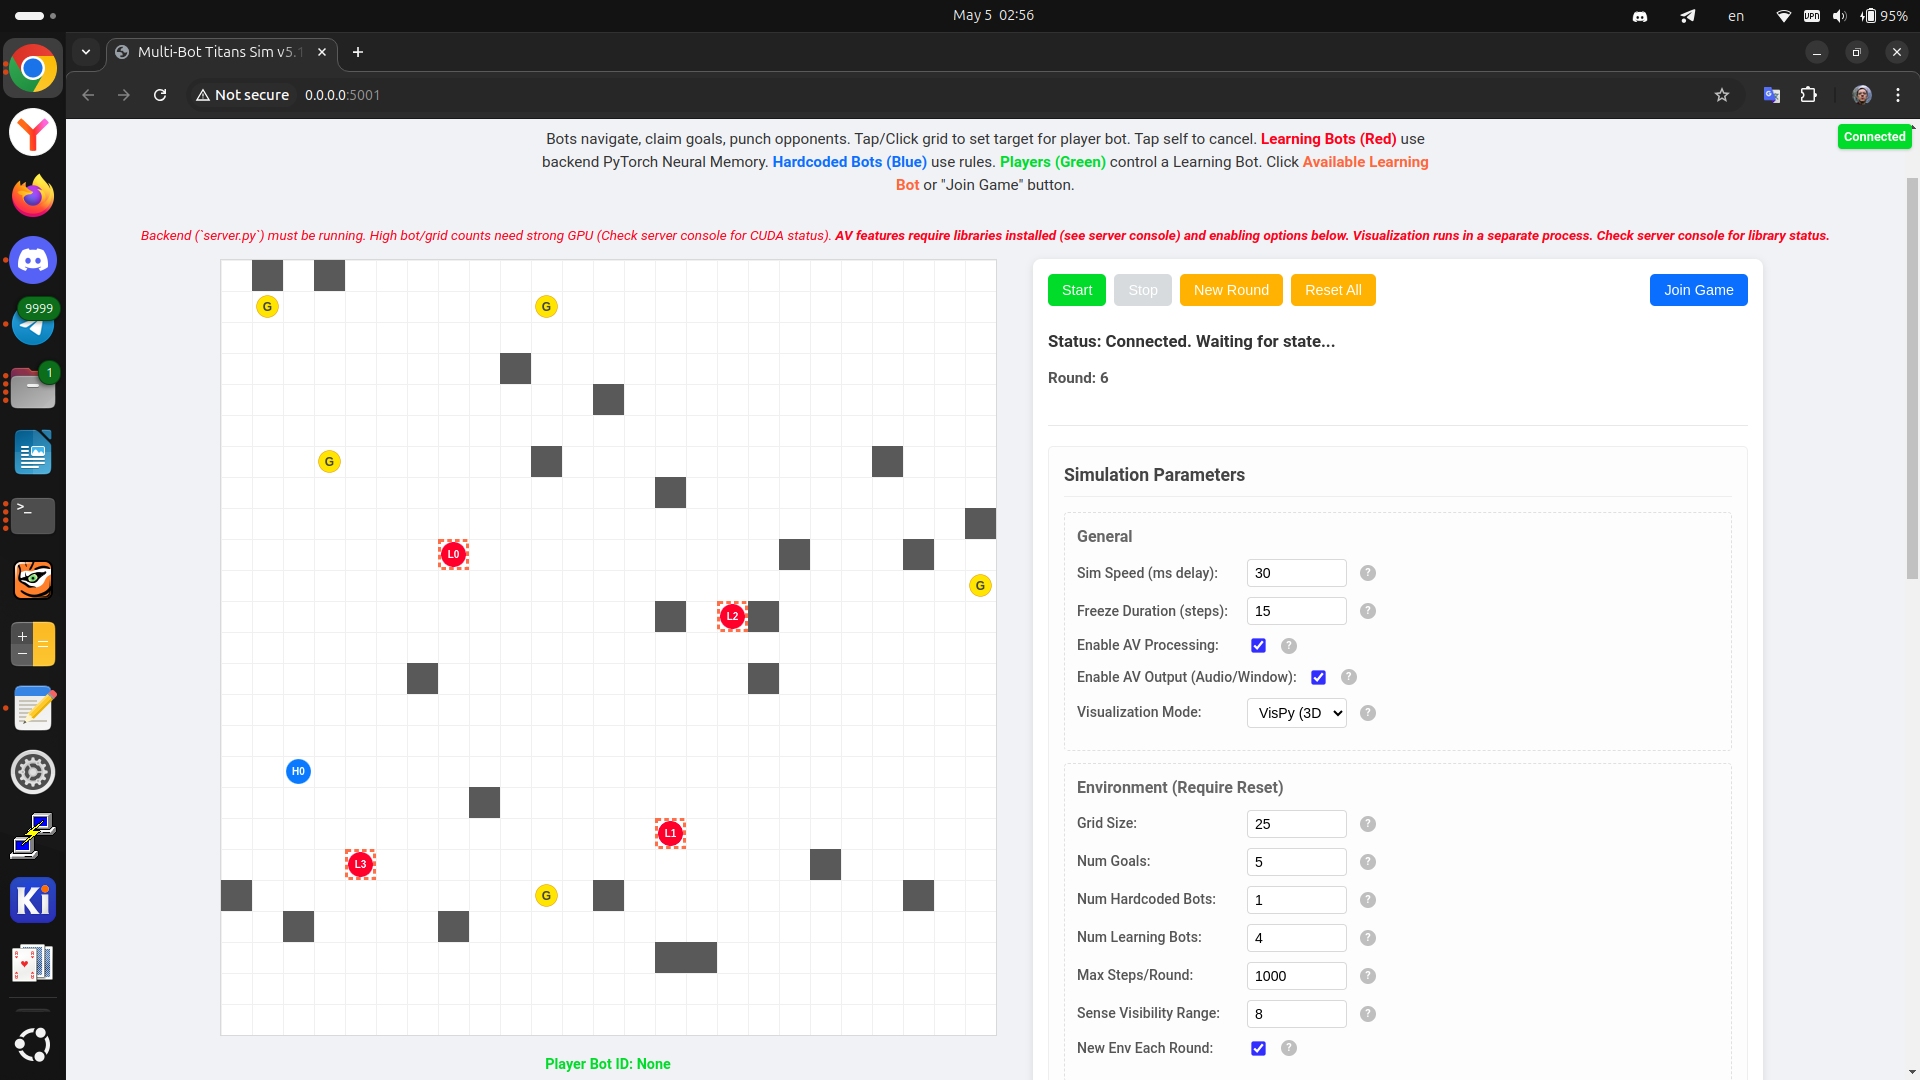 May 5  02:56
en
95%
Multi-Bot Titans Sim v5.1
Not secure
0.0.0.0:5001
9999
1
Ki
Connected
Bots navigate, claim goals, punch opponents. Tap/Click grid to set target for player bot. Tap self to cancel. Learning Bots (Red) use
backend PyTorch Neural Memory. Hardcoded Bots (Blue) use rules. Players (Green) control a Learning Bot. Click Available Learning
Bot or "Join Game" button.
Backend (`server.py`) must be running. High bot/grid counts need strong GPU (Check server console for CUDA status). AV features require libraries installed (see server console) and enabling options below. Visualization runs in a separate process. Check server console for library status.
G
G
G
L0
G
L2
H0
L1
L3
G
Player Bot ID: None
Start
Stop
New Round
Reset All
Join Game
Status: Connected. Waiting for state...
Round: 6
Simulation Parameters
General
Sim Speed (ms delay): 30 ?
Freeze Duration (steps): 15 ?
Enable AV Processing: ?
Enable AV Output (Audio/Window): ?
Visualization Mode: VisPy (3D ?
Environment (Require Reset)
Grid Size: 25 ?
Num Goals: 5 ?
Num Hardcoded Bots: 1 ?
Num Learning Bots: 4 ?
Max Steps/Round: 1000 ?
Sense Visibility Range: 8 ?
New Env Each Round: ?